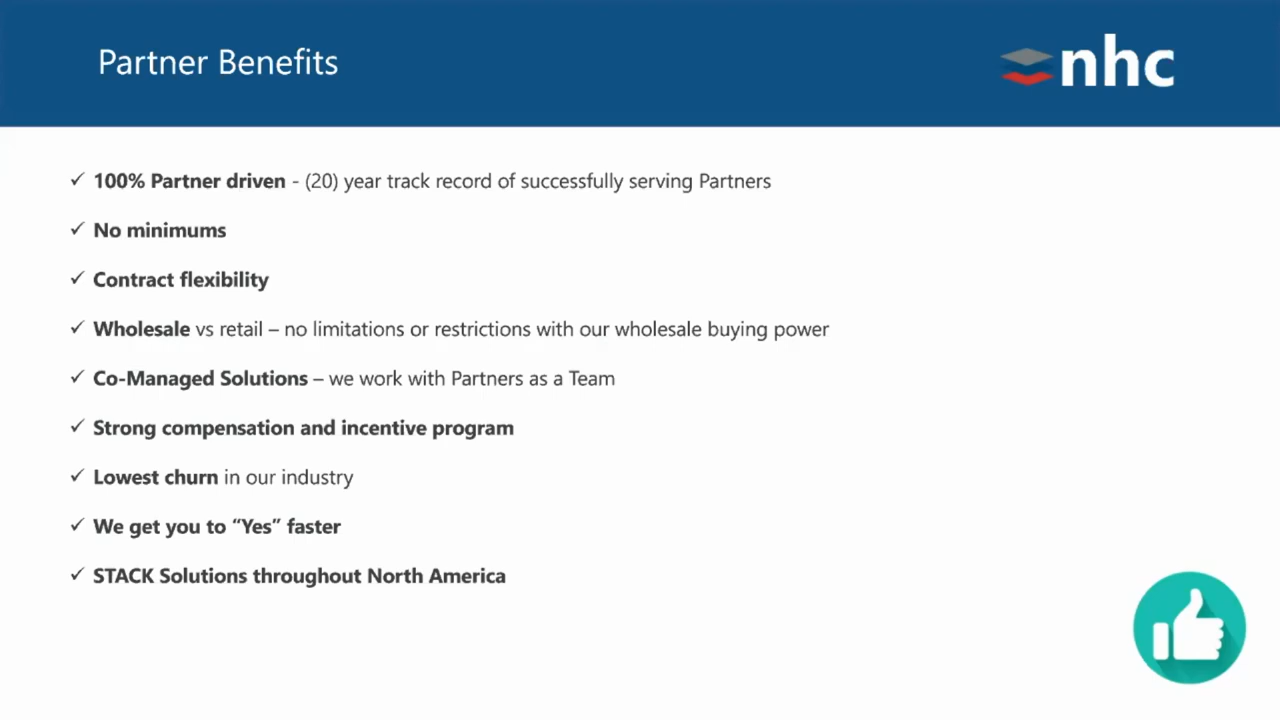 Partner Benefits
nhc
✓ 100% Partner driven - (20) year track record of successfully serving Partners
✓ No minimums
✓ Contract flexibility
✓ Wholesale vs retail – no limitations or restrictions with our wholesale buying power
✓ Co-Managed Solutions – we work with Partners as a Team
✓ Strong compensation and incentive program
✓ Lowest churn in our industry
✓ We get you to “Yes” faster
✓ STACK Solutions throughout North America